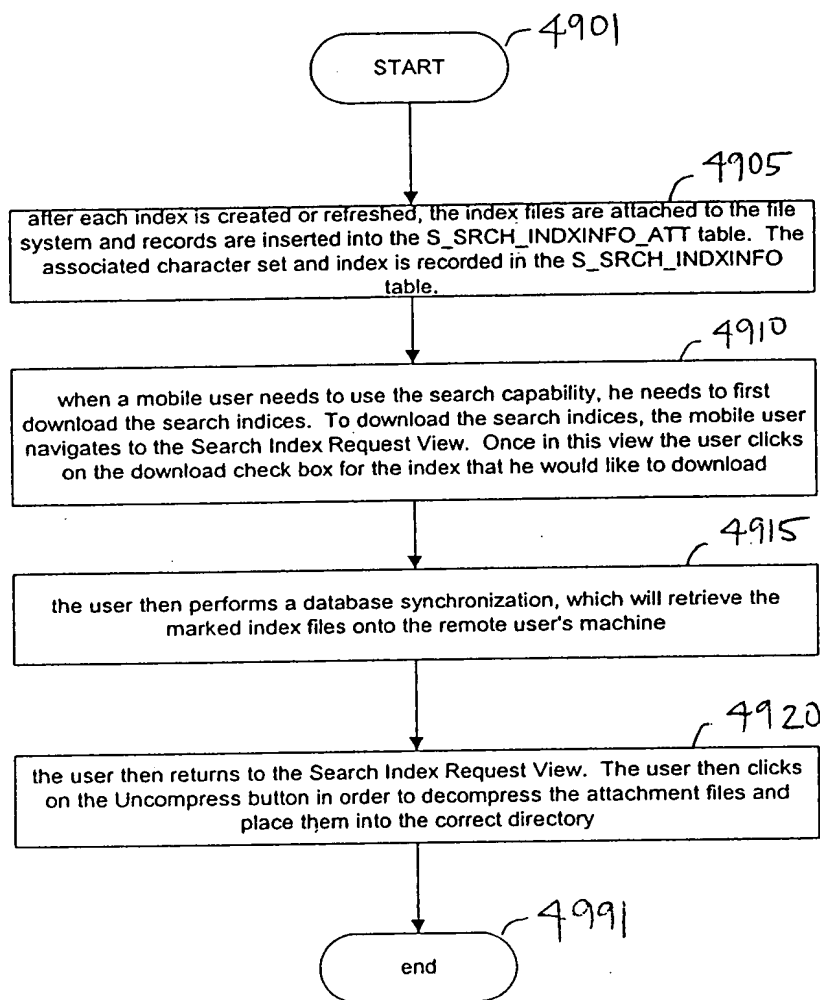 4901
START
4905
after each index is created or refreshed, the index files are attached to the file
system and records are inserted into the S_SRCH_INDXINFO_ATT table. The
associated character set and index is recorded in the S_SRCH_INDXINFO
table.
4910
when a mobile user needs to use the search capability, he needs to first
download the search indices. To download the search indices, the mobile user
navigates to the Search Index Request View. Once in this view the user clicks
on the download check box for the index that he would like to download
4915
the user then performs a database synchronization, which will retrieve the
marked index files onto the remote user's machine
4920
the user then returns to the Search Index Request View. The user then clicks
on the Uncompress button in order to decompress the attachment files and
place them into the correct directory
4991
end